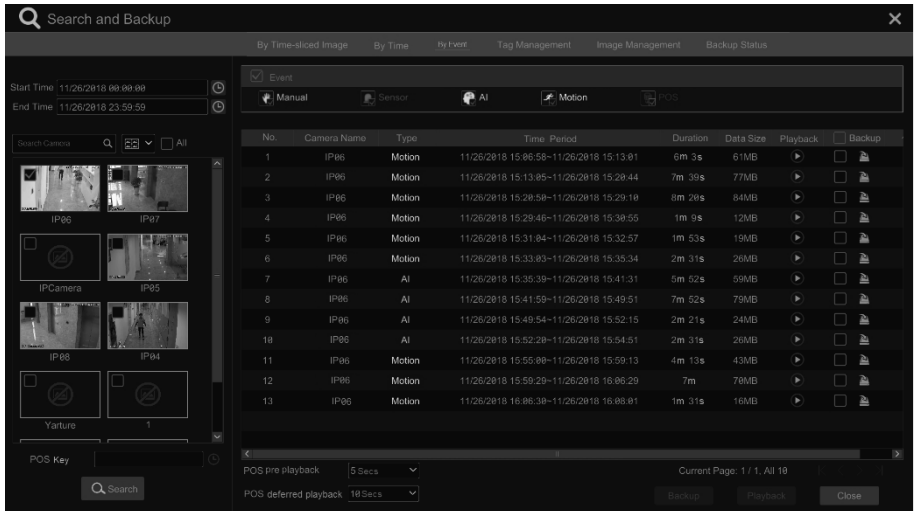 Search and Backup
By Time-sliced Image By Time By Event Tag Management Image Management Backup Status
Start Time 11/26/2018 00:00:00
End Time 11/26/2018 23:59:59
Search Camera All
IP06 IP07
IPCamera IP05
IP08 IP04
Yarture 1
POS Key
Search
Event
Manual Sensor AI Motion POS
No. Camera Name Type Time Period Duration Data Size Playback Backup
1 IP06 Motion 11/26/2018 15:06:58~11/26/2018 15:13:01 6m 3s 61MB
2 IP06 Motion 11/26/2018 15:13:05~11/26/2018 15:20:44 7m 39s 77MB
3 IP06 Motion 11/26/2018 15:20:50~11/26/2018 15:29:10 8m 20s 84MB
4 IP06 Motion 11/26/2018 15:29:46~11/26/2018 15:30:55 1m 9s 12MB
5 IP06 Motion 11/26/2018 15:31:04~11/26/2018 15:32:57 1m 53s 19MB
6 IP06 Motion 11/26/2018 15:33:03~11/26/2018 15:35:34 2m 31s 26MB
7 IP06 AI 11/26/2018 15:35:39~11/26/2018 15:41:31 5m 52s 59MB
8 IP06 AI 11/26/2018 15:41:59~11/26/2018 15:49:51 7m 52s 79MB
9 IP06 AI 11/26/2018 15:49:54~11/26/2018 15:52:15 2m 21s 24MB
10 IP06 AI 11/26/2018 15:52:20~11/26/2018 15:54:51 2m 31s 26MB
11 IP06 Motion 11/26/2018 15:55:00~11/26/2018 15:59:13 4m 13s 43MB
12 IP06 Motion 11/26/2018 15:59:29~11/26/2018 16:06:29 7m 70MB
13 IP06 Motion 11/26/2018 16:06:30~11/26/2018 16:08:01 1m 31s 16MB
POS pre playback 5 Secs Current Page: 1 / 1, All 10
POS deferred playback 10 Secs Backup Playback Close